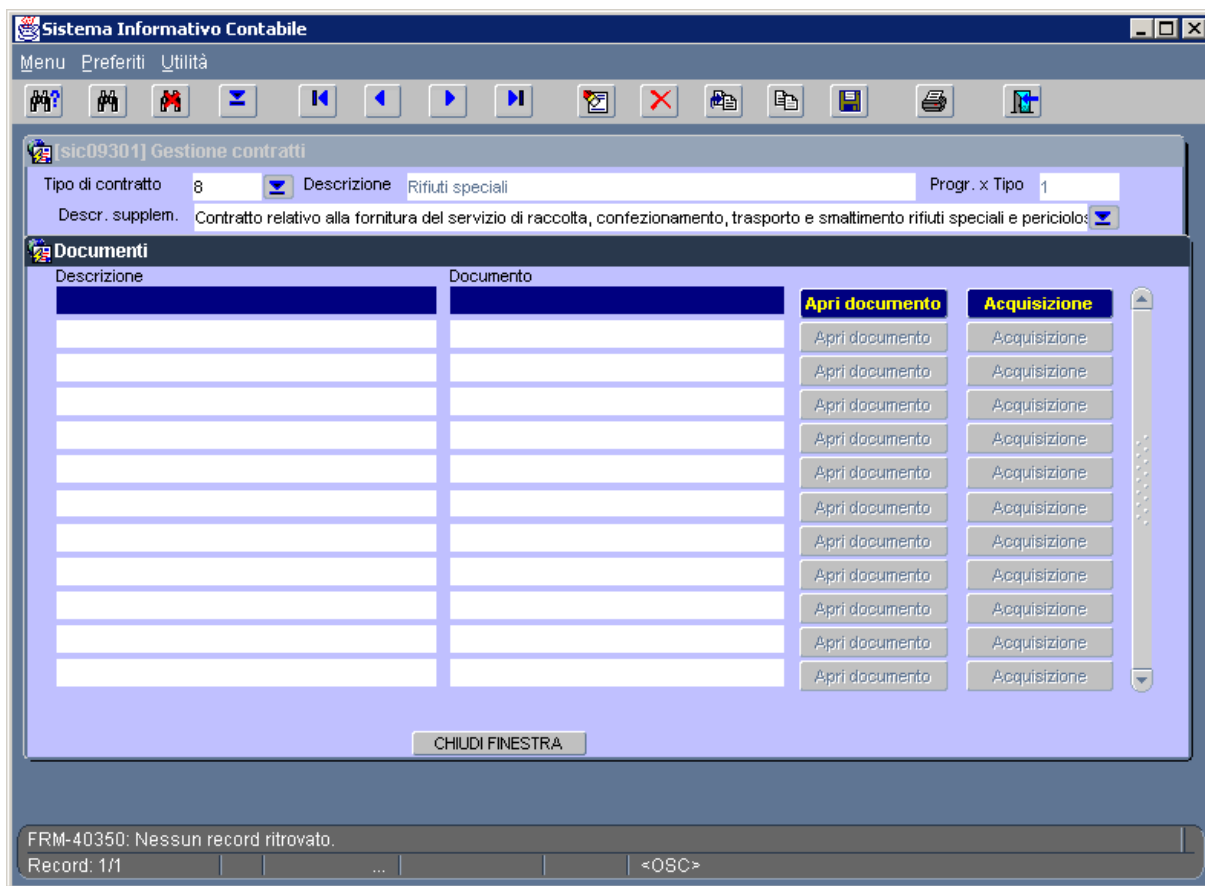 Sistema Informativo Contabile
Menu Preferiti Utilità
[sic09301] Gestione contratti
Tipo di contratto 8 Descrizione Rifiuti speciali Progr. x Tipo 1
Descr. supplem. Contratto relativo alla fornitura del servizio di raccolta, confezionamento, trasporto e smaltimento rifiuti speciali e periciolos
Documenti
Descrizione Documento
Apri documento Acquisizione
Apri documento Acquisizione
Apri documento Acquisizione
Apri documento Acquisizione
Apri documento Acquisizione
Apri documento Acquisizione
Apri documento Acquisizione
Apri documento Acquisizione
Apri documento Acquisizione
Apri documento Acquisizione
Apri documento Acquisizione
Apri documento Acquisizione
CHIUDI FINESTRA
FRM-40350: Nessun record ritrovato.
Record: 1/1 ... <OSC>